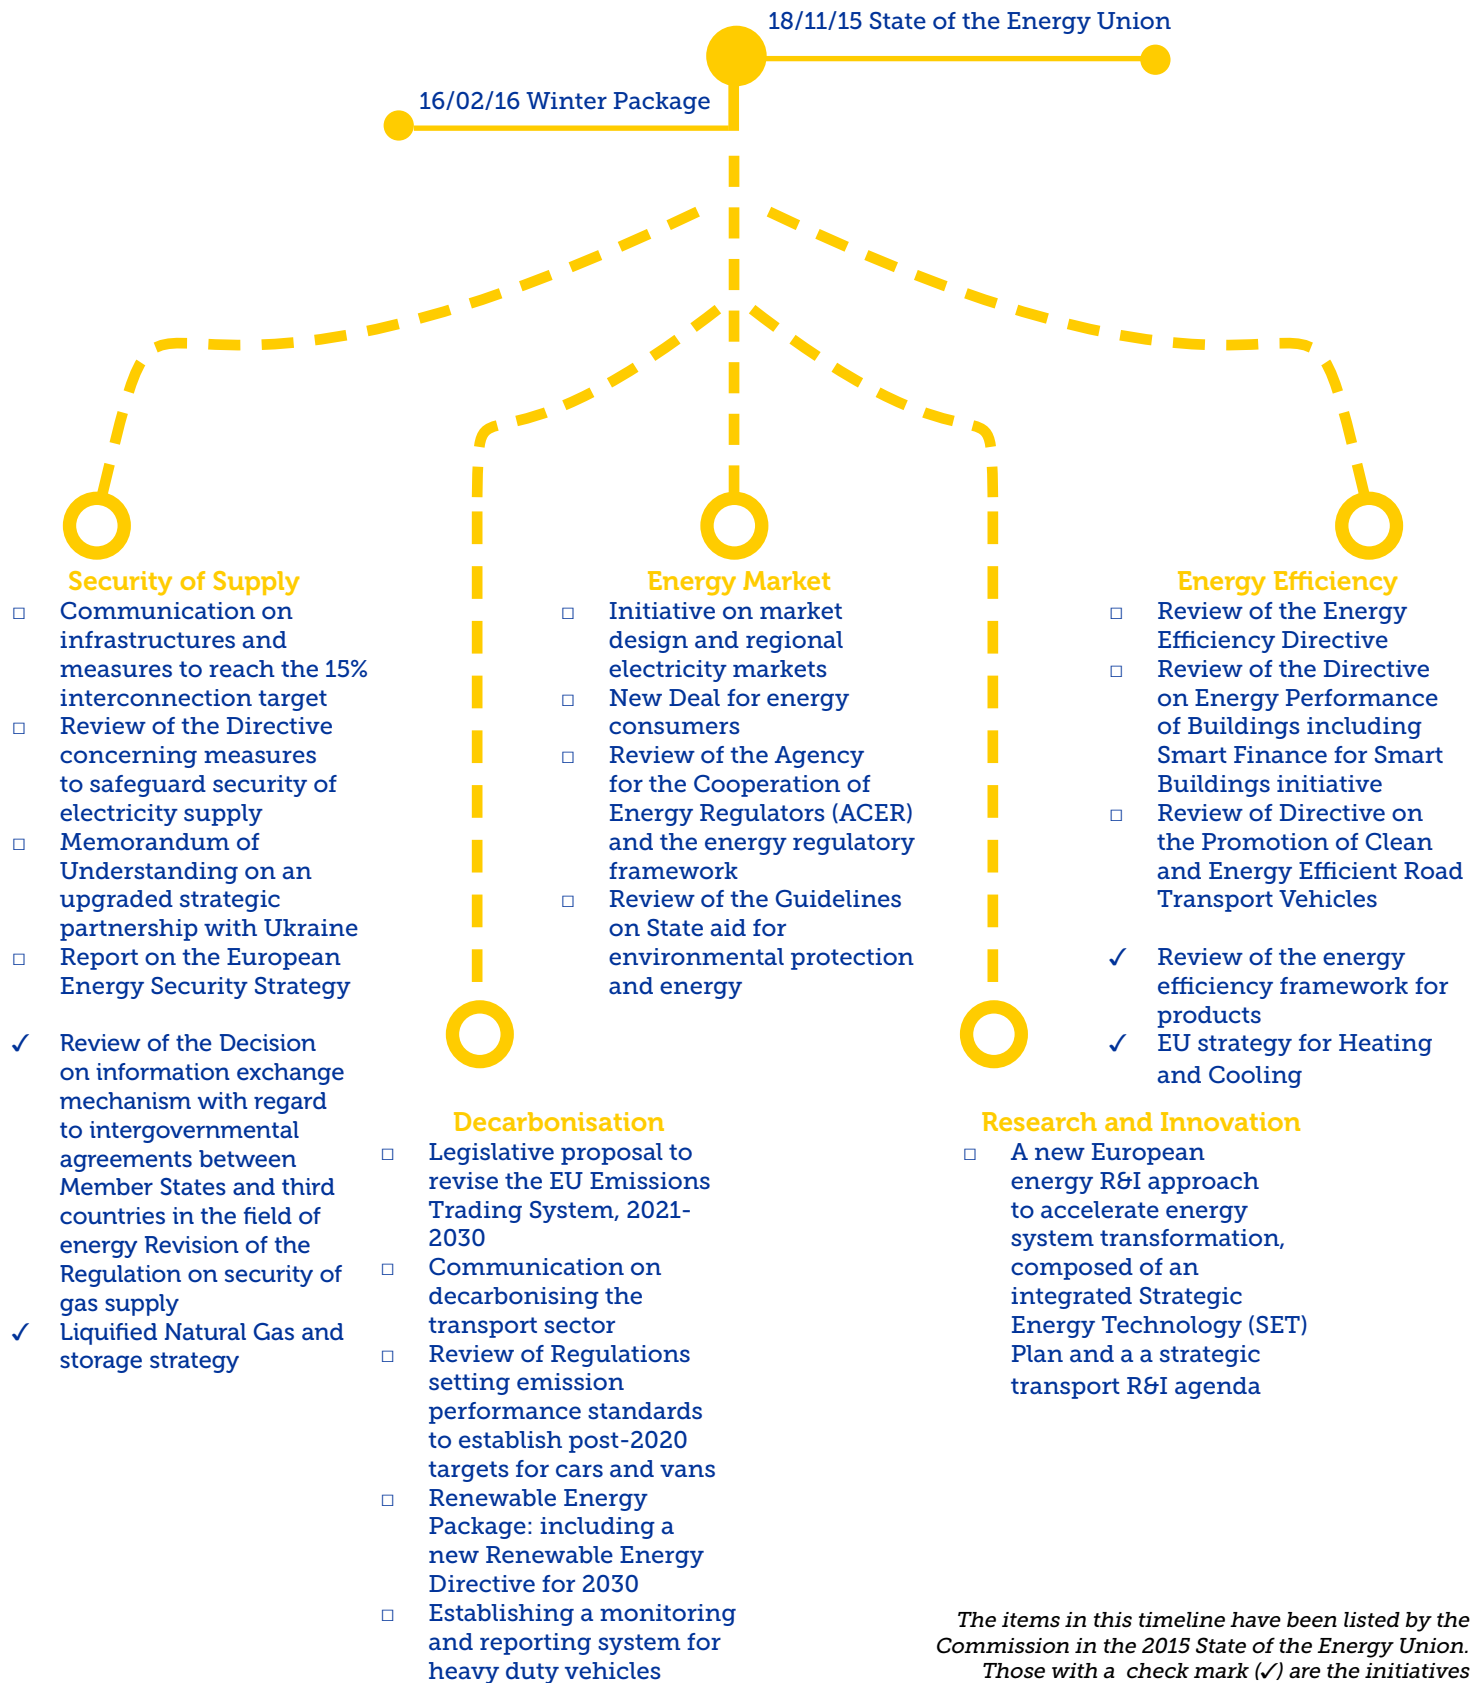 18/11/15 State of the Energy Union
16/02/16 Winter Package
Security of Supply
□ Communication on
infrastructures and
measures to reach the 15%
interconnection target
□ Review of the Directive
concerning measures
to safeguard security of
electricity supply
□ Memorandum of
Understanding on an
upgraded strategic
partnership with Ukraine
□ Report on the European
Energy Security Strategy
✓ Review of the Decision
on information exchange
mechanism with regard
to intergovernmental
agreements between
Member States and third
countries in the field of
energy Revision of the
Regulation on security of
gas supply
✓ Liquified Natural Gas and
storage strategy
Decarbonisation
□ Legislative proposal to
revise the EU Emissions
Trading System, 2021-
2030
□ Communication on
decarbonising the
transport sector
□ Review of Regulations
setting emission
performance standards
to establish post-2020
targets for cars and vans
□ Renewable Energy
Package: including a
new Renewable Energy
Directive for 2030
□ Establishing a monitoring
and reporting system for
heavy duty vehicles
Energy Market
□ Initiative on market
design and regional
electricity markets
□ New Deal for energy
consumers
□ Review of the Agency
for the Cooperation of
Energy Regulators (ACER)
and the energy regulatory
framework
□ Review of the Guidelines
on State aid for
environmental protection
and energy
Research and Innovation
□ A new European
energy R&I approach
to accelerate energy
system transformation,
composed of an
integrated Strategic
Energy Technology (SET)
Plan and a a strategic
transport R&I agenda
Energy Efficiency
□ Review of the Energy
Efficiency Directive
□ Review of the Directive
on Energy Performance
of Buildings including
Smart Finance for Smart
Buildings initiative
□ Review of Directive on
the Promotion of Clean
and Energy Efficient Road
Transport Vehicles
✓ Review of the energy
efficiency framework for
products
✓ EU strategy for Heating
and Cooling
The items in this timeline have been listed by the
Commission in the 2015 State of the Energy Union.
Those with a check mark (✓) are the initiatives